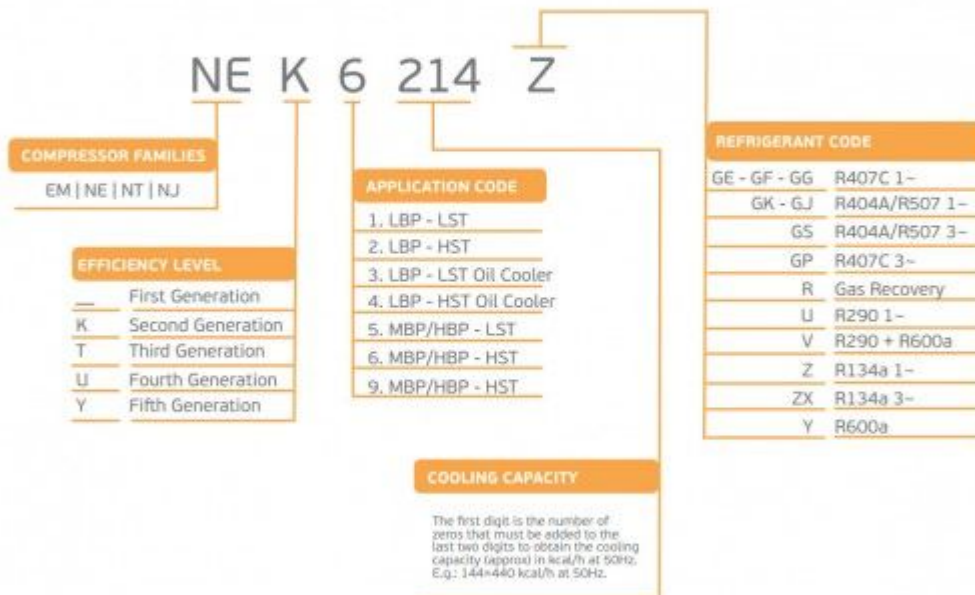 NE K 6 214 Z
COMPRESSOR FAMILIES
EM | NE | NT | NJ
EFFICIENCY LEVEL
__ First Generation
K Second Generation
T Third Generation
U Fourth Generation
Y Fifth Generation
APPLICATION CODE
1. LBP - LST
2. LBP - HST
3. LBP - LST Oil Cooler
4. LBP - HST Oil Cooler
5. MBP/HBP - LST
6. MBP/HBP - HST
9. MBP/HBP - HST
REFRIGERANT CODE
GE - GF - GG R407C 1~
GK - GJ R404A/R507 1~
GS R404A/R507 3~
GP R407C 3~
R Gas Recovery
U R290 1~
V R290 + R600a
Z R134a 1~
ZX R134a 3~
Y R600a
COOLING CAPACITY
The first digit is the number of
zeros that must be added to the
last two digits to obtain the cooling
capacity (approx) in kcal/h at 50Hz.
E.g.: 144=440 kcal/h at 50Hz.